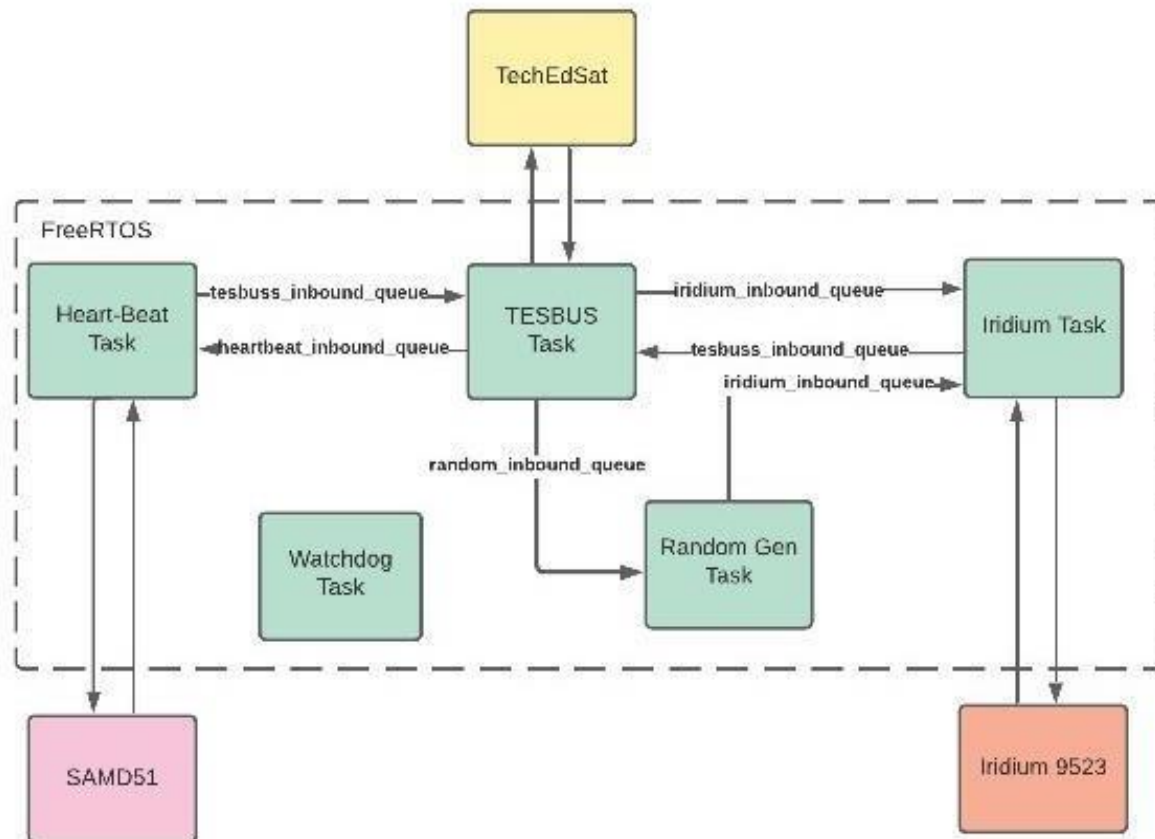 TechEdSat
FreeRTOS
Heart-Beat
Task
tesbuss_inbound_queue
heartbeat_inbound_queue
TESBUS
Task
iridium_inbound_queue
tesbuss_inbound_queue
iridium_inbound_queue
Iridium Task
random_inbound_queue
Watchdog
Task
Random Gen
Task
SAMD51
Iridium 9523